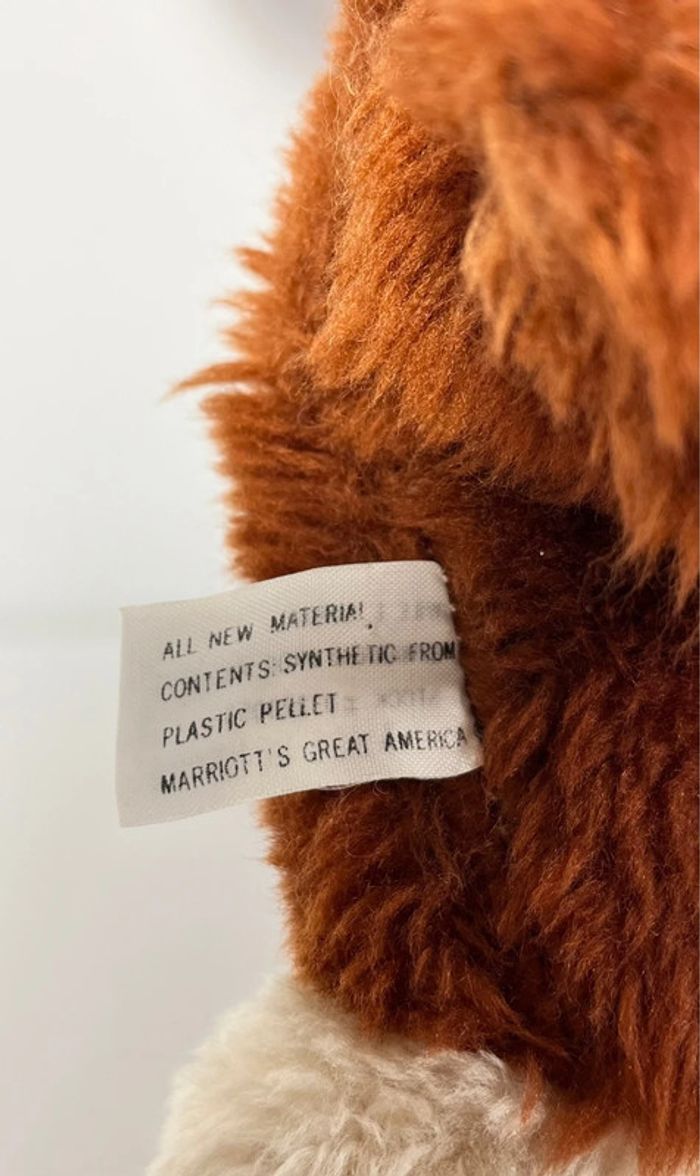 ALL NEW MATERIAL
CONTENTS: SYNTHETIC FROM
PLASTIC PELLET
MARRIOTT'S GREAT AMERICA